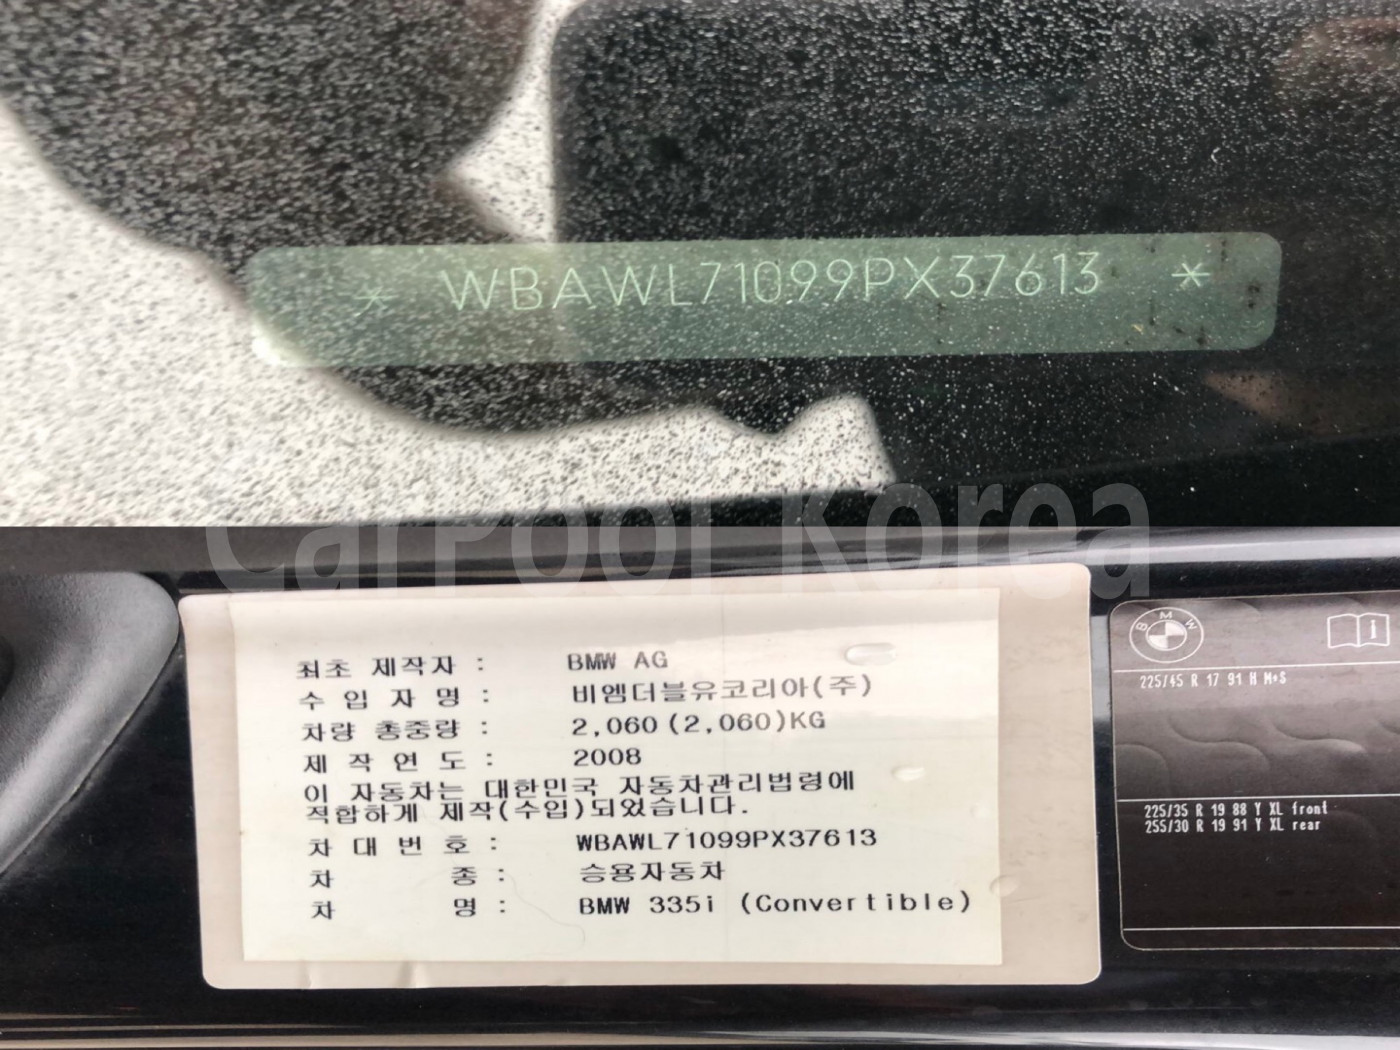 * WBAWL71099PX37613 *
CarPool Korea
최초 제작자 : BMW AG
수 입 자 명 : 비엠더블유코리아(주)
차량 총중량 : 2,060 (2,060)KG
제 작 연 도 : 2008
이 자동차는 대한민국 자동차관리법령에
적합하게 제작(수입)되었습니다.
차 대 번 호 : WBAWL71099PX37613
차 종 : 승용자동차
차 명 : BMW 335i (Convertible)
BMW
i
225/45 R 17 91 H M+S
225/35 R 19 88 Y XL front
255/30 R 19 91 Y XL rear